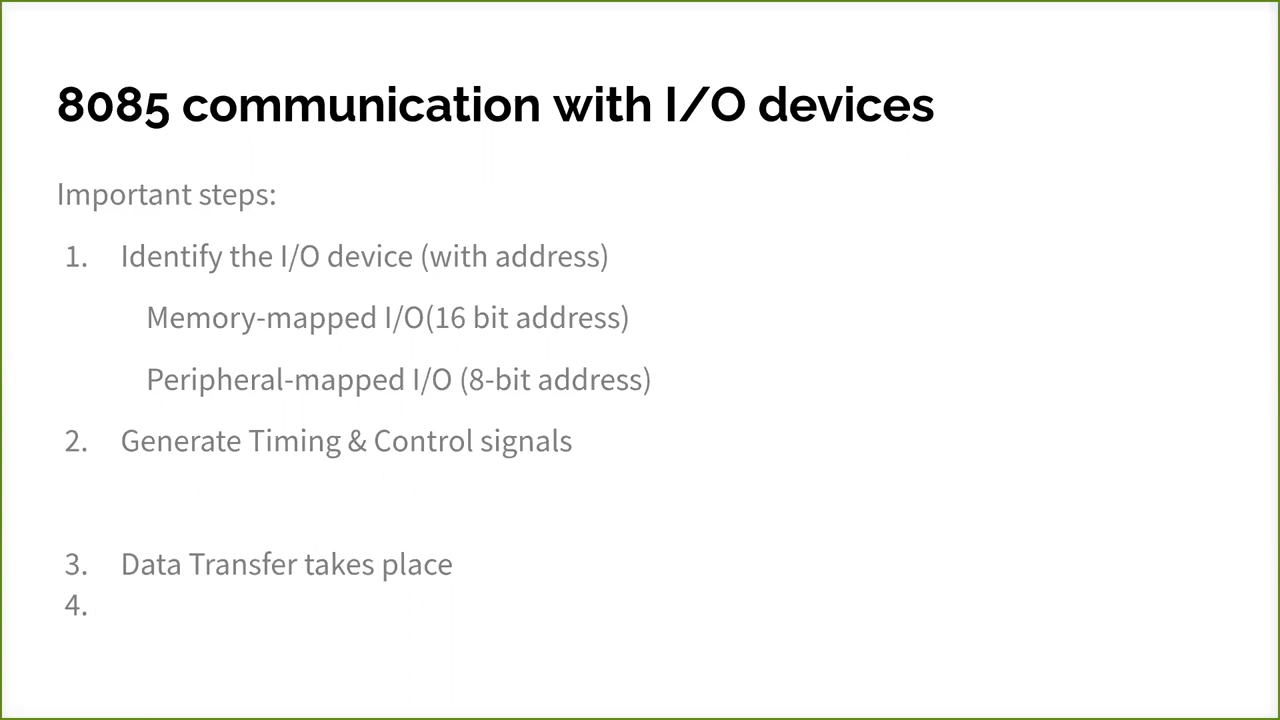 8085 communication with I/O devices
Important steps:
1. Identify the I/O device (with address)
Memory-mapped I/O(16 bit address)
Peripheral-mapped I/O (8-bit address)
2. Generate Timing & Control signals
3. Data Transfer takes place
4.